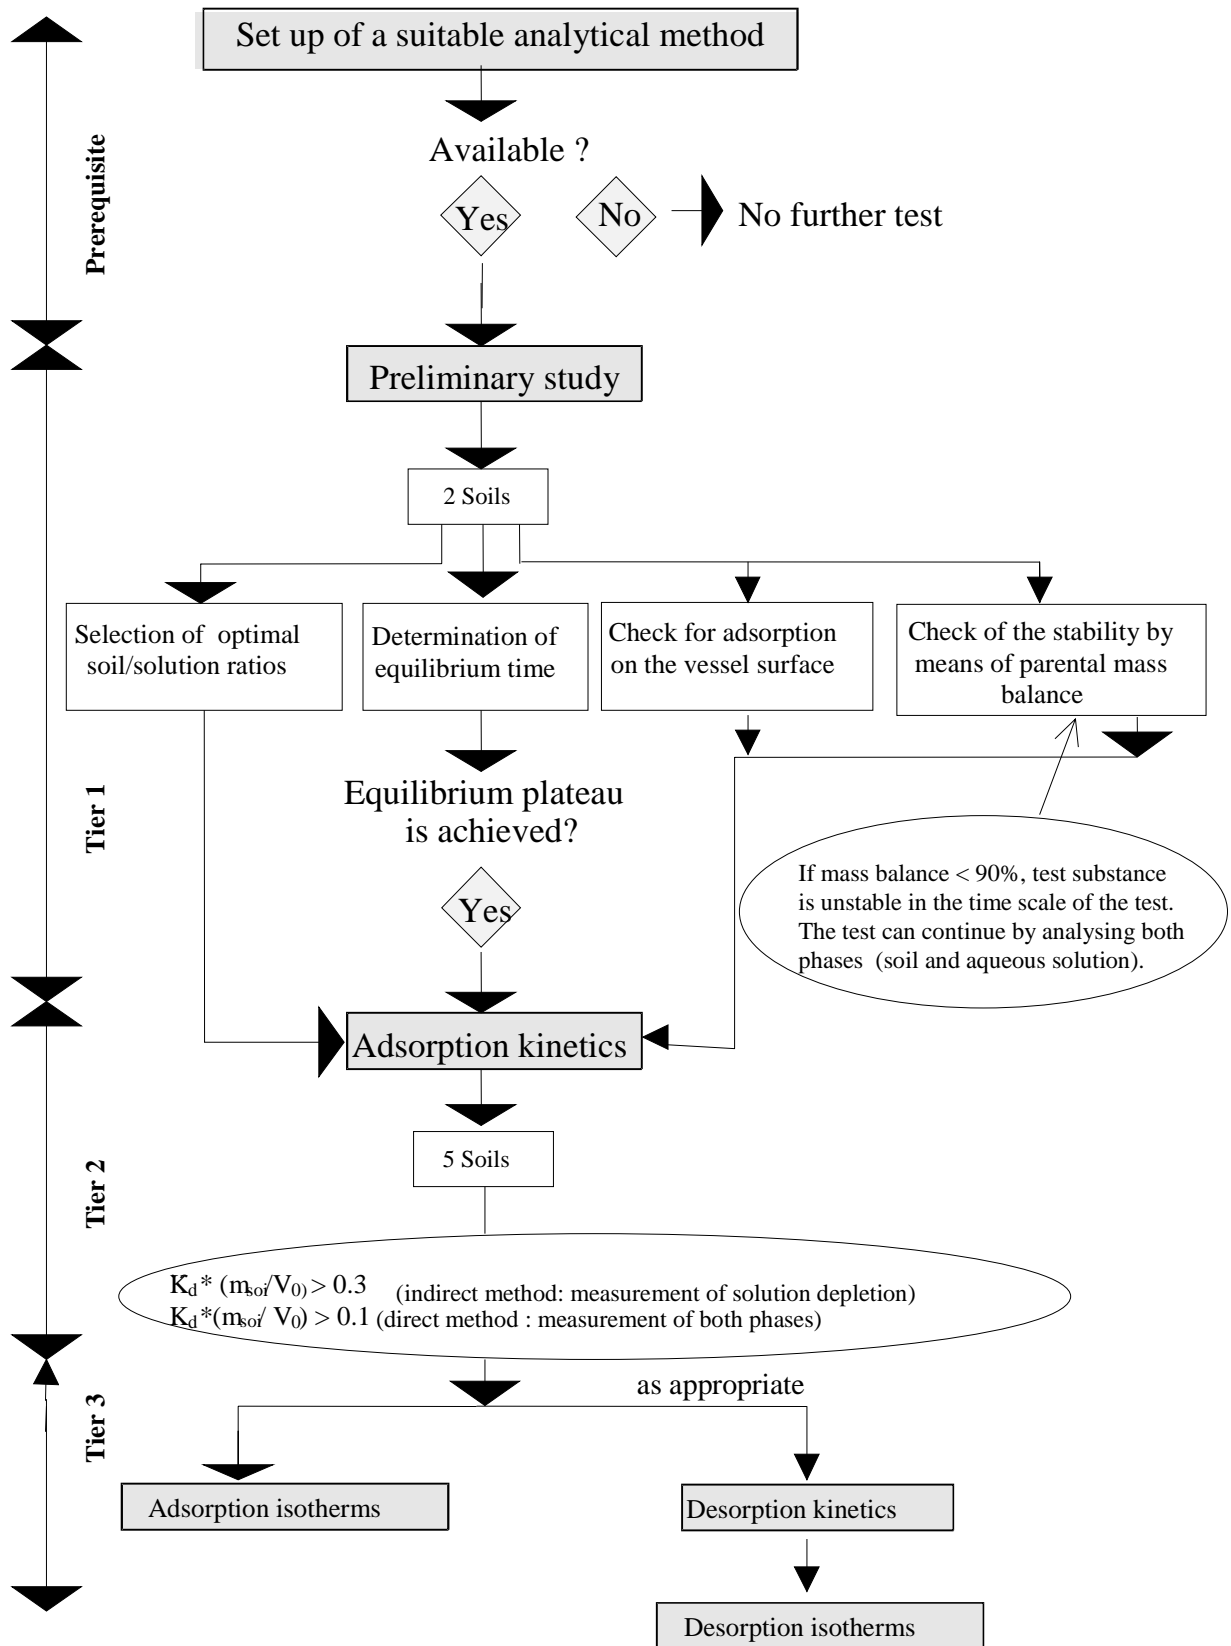 Set up of a suitable analytical method
Available ?
Yes
No
No further test
Prerequisite
Preliminary study
2 Soils
Selection of optimal
soil/solution ratios
Determination of
equilibrium time
Check for adsorption
on the vessel surface
Check of the stability by
means of parental mass
balance
Equilibrium plateau
is achieved?
Yes
If mass balance < 90%, test substance
is unstable in the time scale of the test.
The test can continue by analysing both
phases (soil and aqueous solution).
Tier 1
Adsorption kinetics
5 Soils
Tier 2
Kd * (msoi/V0) > 0.3 (indirect method: measurement of solution depletion)
Kd *(msoi/ V0) > 0.1 (direct method : measurement of both phases)
as appropriate
Tier 3
Adsorption isotherms
Desorption kinetics
Desorption isotherms